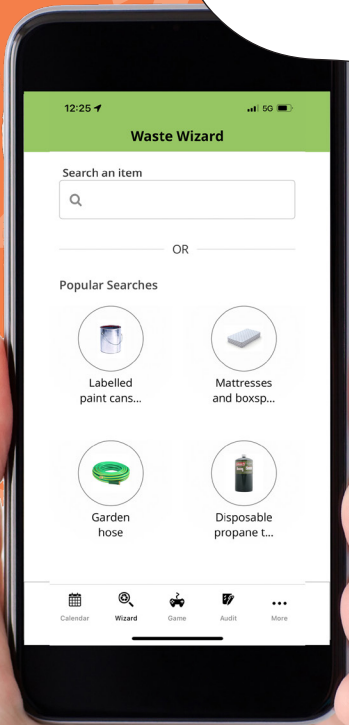 12:25
5G
Waste Wizard
Search an item
OR
Popular Searches
Labelled
paint cans...
Mattresses
and boxsp...
Garden
hose
Disposable
propane t...
Calendar
Wizard
Game
Audit
More